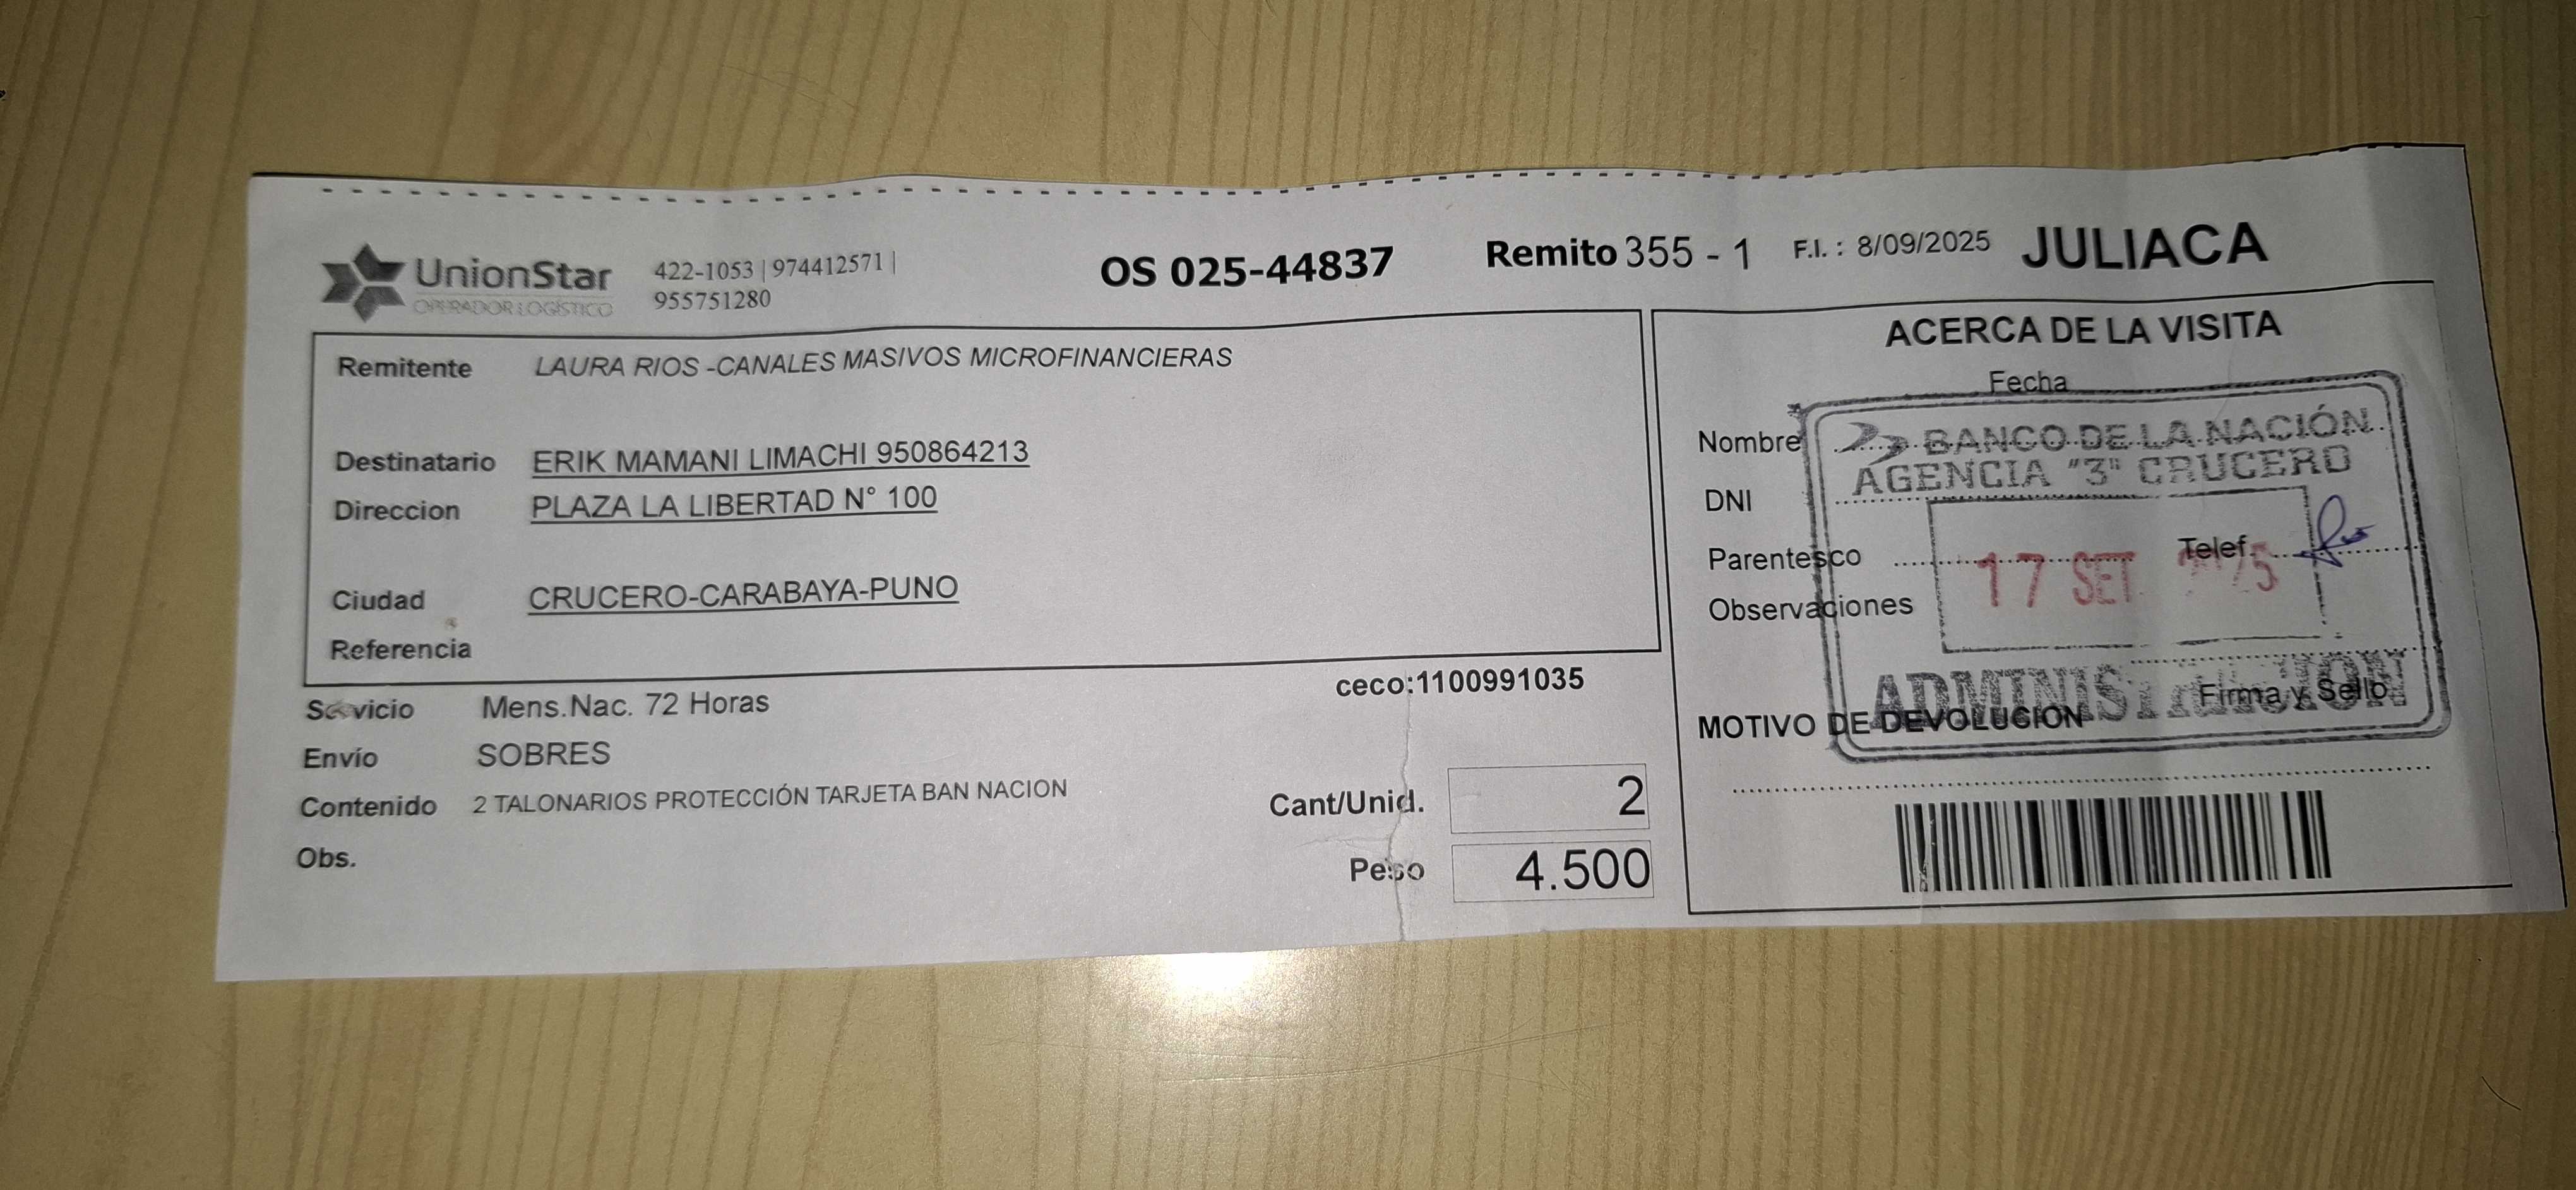 UnionStar
OPERADOR LOGÍSTICO
422-1053 | 974412571 |
955751280
OS 025-44837
Remito 355 - 1
F.I. : 8/09/2025
JULIACA
Remitente LAURA RIOS -CANALES MASIVOS MICROFINANCIERAS
Destinatario ERIK MAMANI LIMACHI 950864213
Direccion PLAZA LA LIBERTAD N° 100
Ciudad CRUCERO-CARABAYA-PUNO
Referencia
Servicio Mens.Nac. 72 Horas
ceco:1100991035
Envío SOBRES
Contenido 2 TALONARIOS PROTECCIÓN TARJETA BAN NACION
Cant/Unid. 2
Obs.
Peso 4.500
ACERCA DE LA VISITA
Fecha
Nombre
DNI
Parentesco
Telef.
Observaciones
Firma y Sello
MOTIVO DE DEVOLUCION
BANCO DE LA NACIÓN
AGENCIA "3" CRUCERO
17 SET